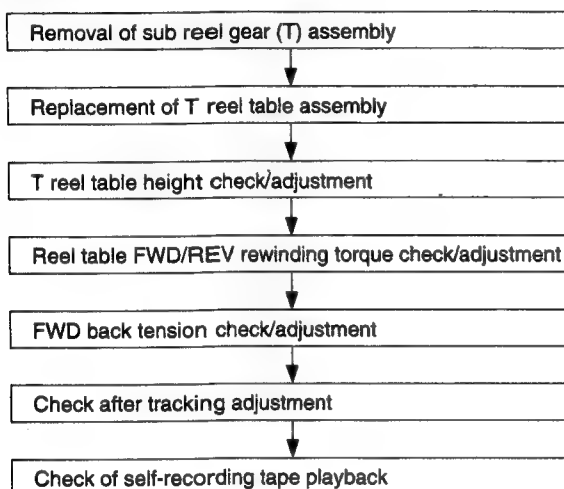 Removal of sub reel gear (T) assembly
Replacement of T reel table assembly
T reel table height check/adjustment
Reel table FWD/REV rewinding torque check/adjustment
FWD back tension check/adjustment
Check after tracking adjustment
Check of self-recording tape playback